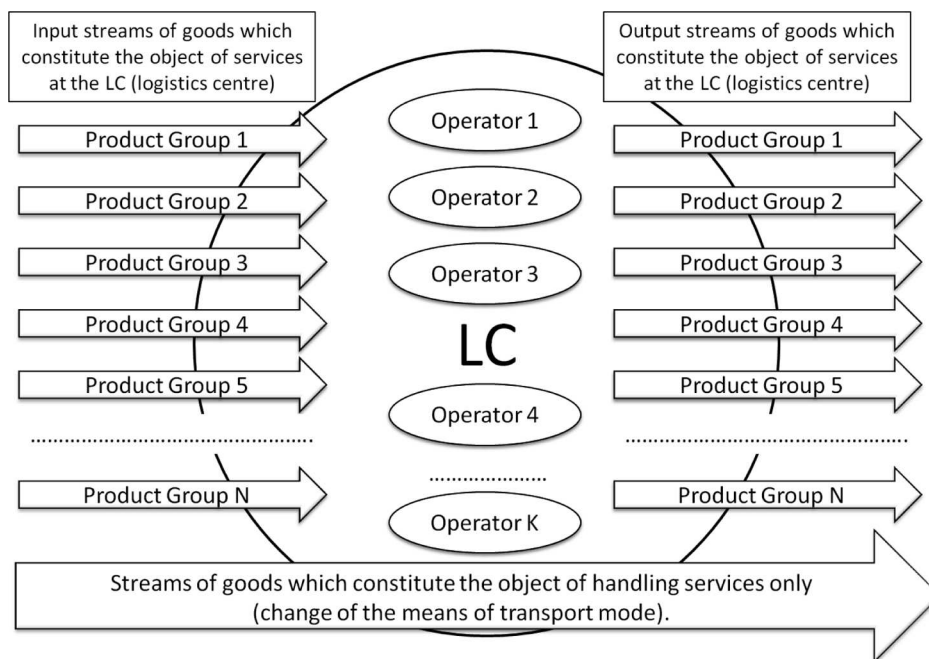 Input streams of goods which
constitute the object of services
at the LC (logistics centre)
Product Group 1
Product Group 2
Product Group 3
Product Group 4
Product Group 5
……………………………………………
Product Group N
Operator 1
Operator 2
Operator 3
LC
Operator 4
…………………
Operator K
Output streams of goods which
constitute the object of services
at the LC (logistics centre)
Product Group 1
Product Group 2
Product Group 3
Product Group 4
Product Group 5
……………………………………………
Product Group N
Streams of goods which constitute the object of handling services only
(change of the means of transport mode).